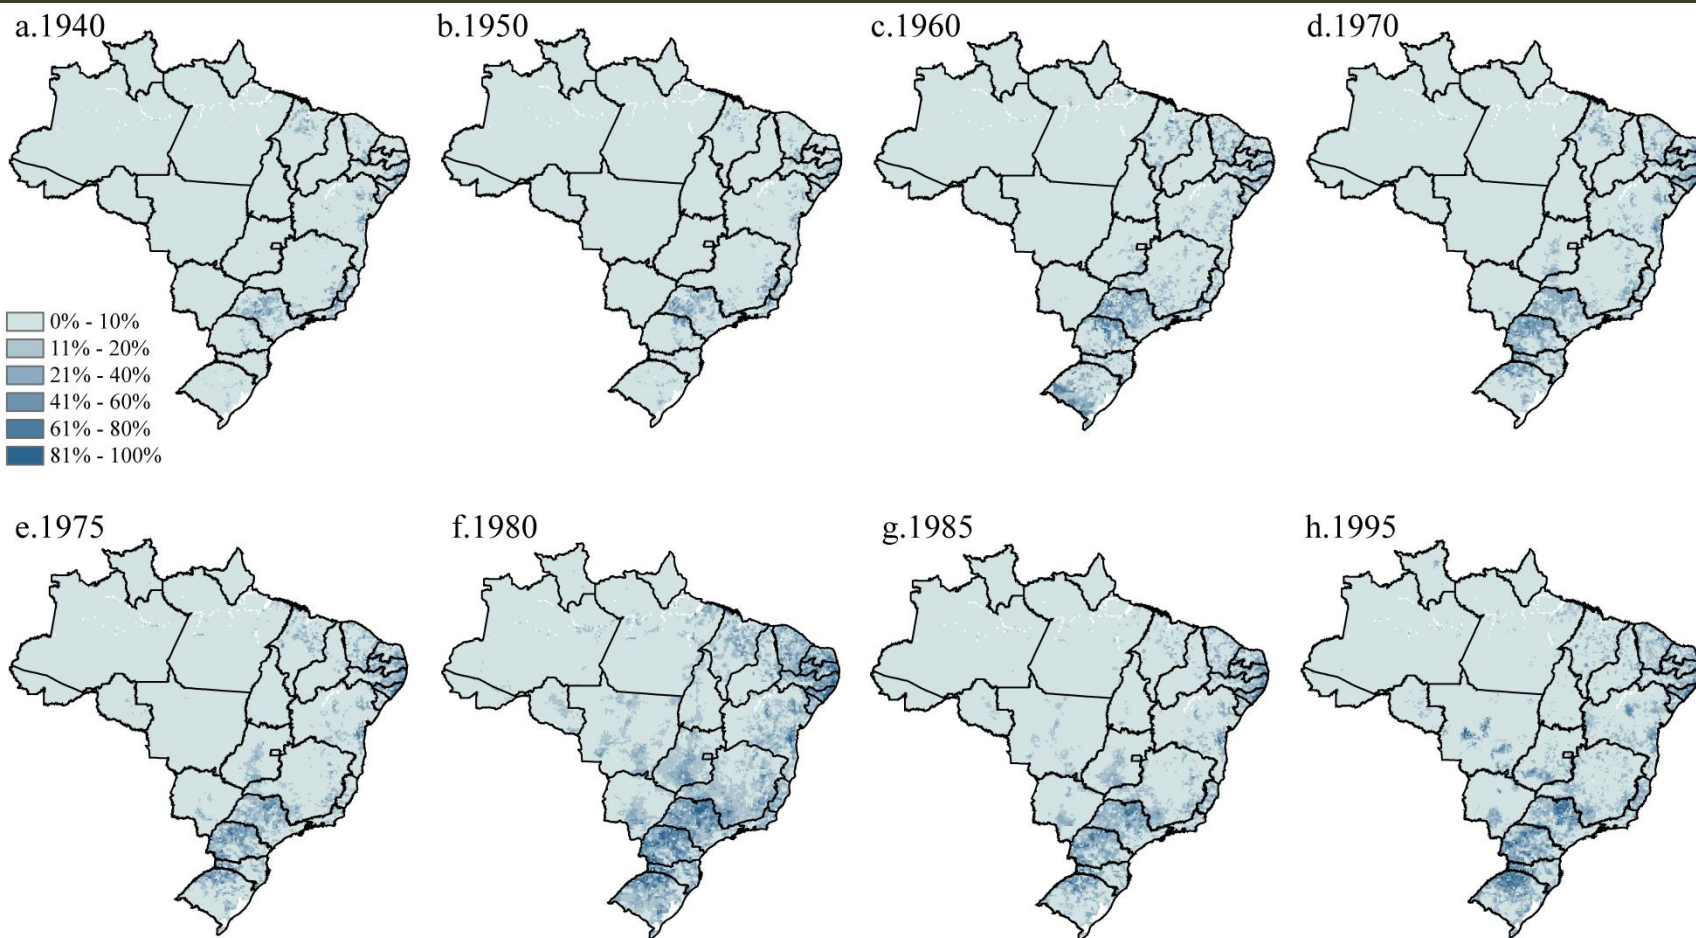 a.1940
b.1950
c.1960
d.1970
0% - 10%
11% - 20%
21% - 40%
41% - 60%
61% - 80%
81% - 100%
e.1975
f.1980
g.1985
h.1995